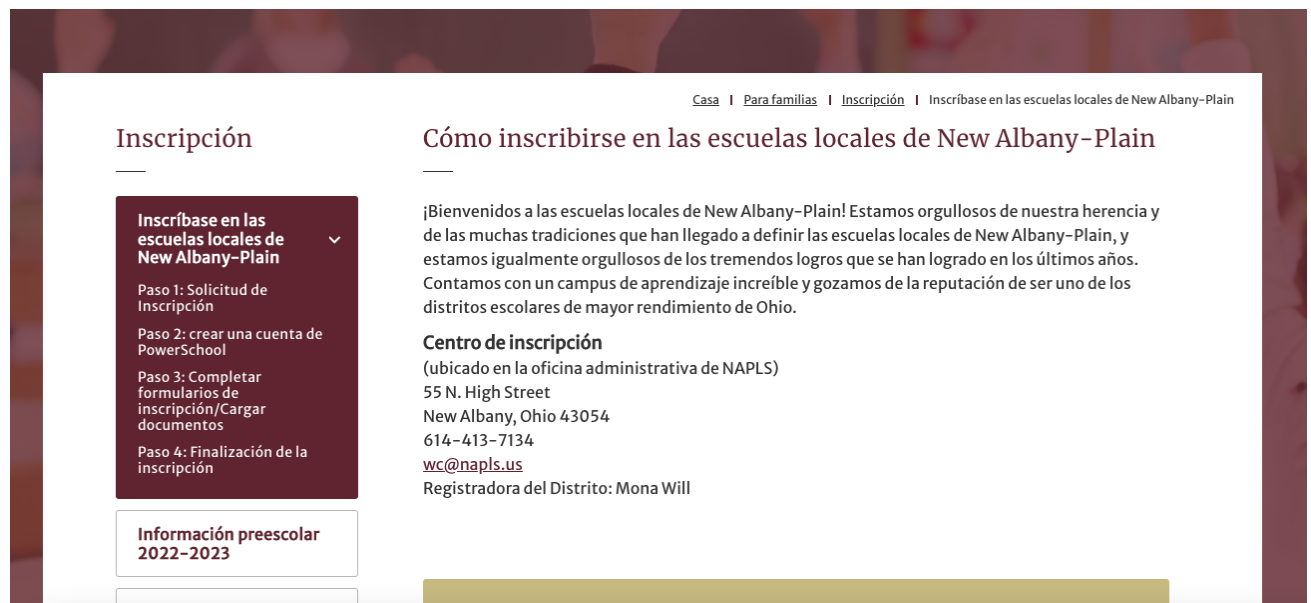 Casa | Para familias | Inscripción | Inscríbase en las escuelas locales de New Albany-Plain
Inscripción
Inscríbase en las
escuelas locales de
New Albany-Plain
Paso 1: Solicitud de
Inscripción
Paso 2: crear una cuenta de
PowerSchool
Paso 3: Completar
formularios de
inscripción/Cargar
documentos
Paso 4: Finalización de la
inscripción
Información preescolar
2022-2023
Cómo inscribirse en las escuelas locales de New Albany-Plain
¡Bienvenidos a las escuelas locales de New Albany-Plain! Estamos orgullosos de nuestra herencia y
de las muchas tradiciones que han llegado a definir las escuelas locales de New Albany-Plain, y
estamos igualmente orgullosos de los tremendos logros que se han logrado en los últimos años.
Contamos con un campus de aprendizaje increíble y gozamos de la reputación de ser uno de los
distritos escolares de mayor rendimiento de Ohio.
Centro de inscripción
(ubicado en la oficina administrativa de NAPLS)
55 N. High Street
New Albany, Ohio 43054
614-413-7134
wc@napls.us
Registradora del Distrito: Mona Will